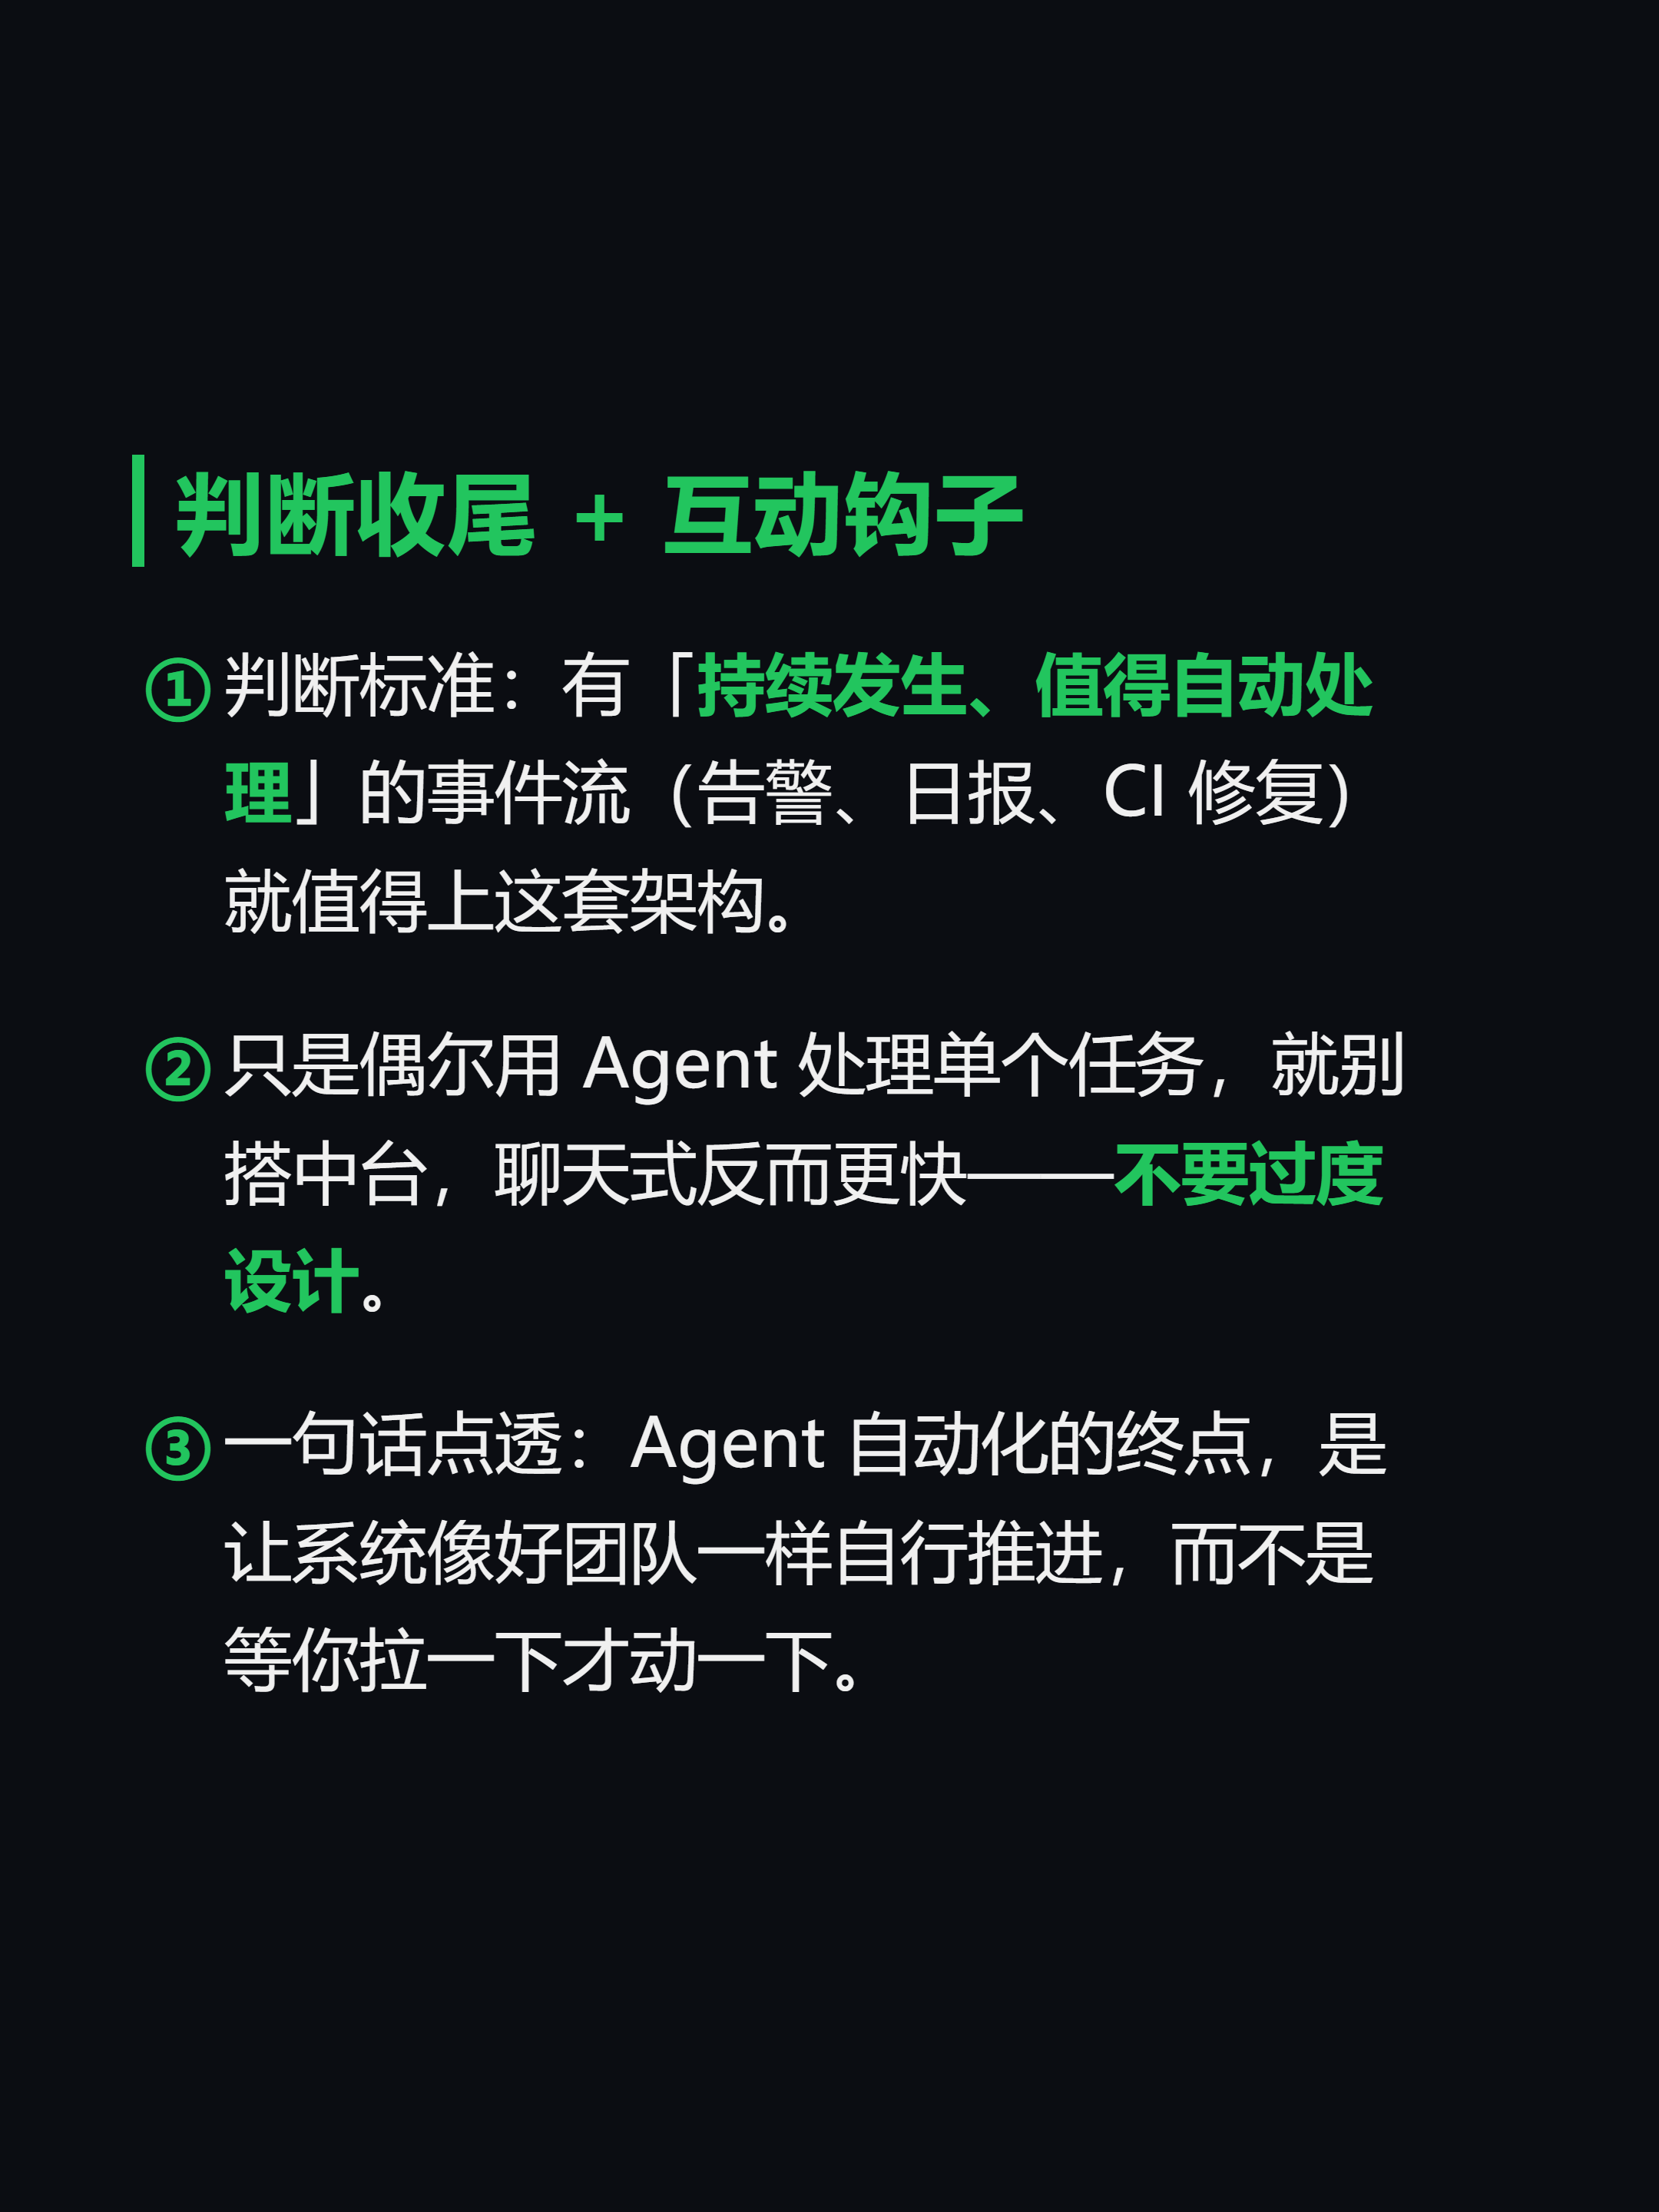 判断收尾 + 互动钩子
①判断标准：有「持续发生、值得自动处
理」的事件流（告警、日报、CI 修复）
就值得上这套架构。
②只是偶尔用 Agent 处理单个任务，就别
搭中台，聊天式反而更快——不要过度
设计。
③一句话点透：Agent 自动化的终点，是
让系统像好团队一样自行推进，而不是
等你拉一下才动一下。